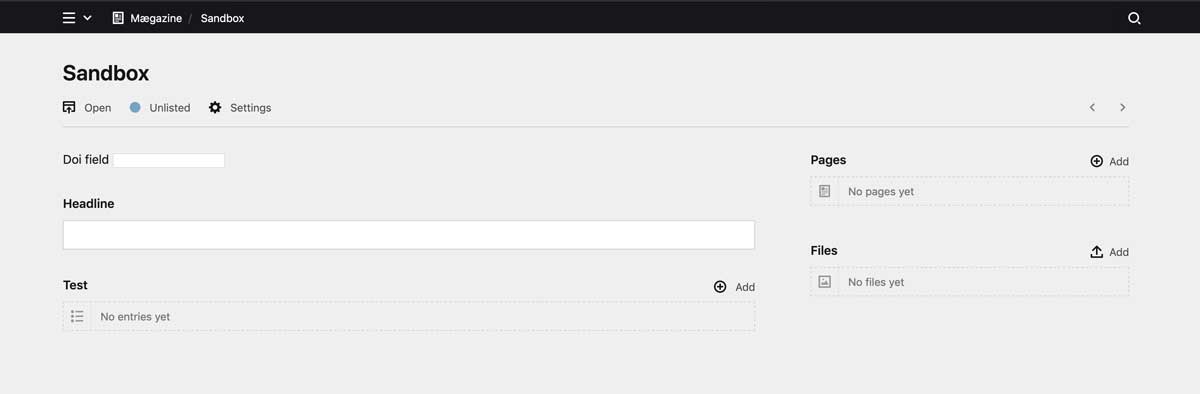 Mægazine / Sandbox
Sandbox
Open Unlisted Settings
Doi field
Headline
Test Add
No entries yet
Pages Add
No pages yet
Files Add
No files yet